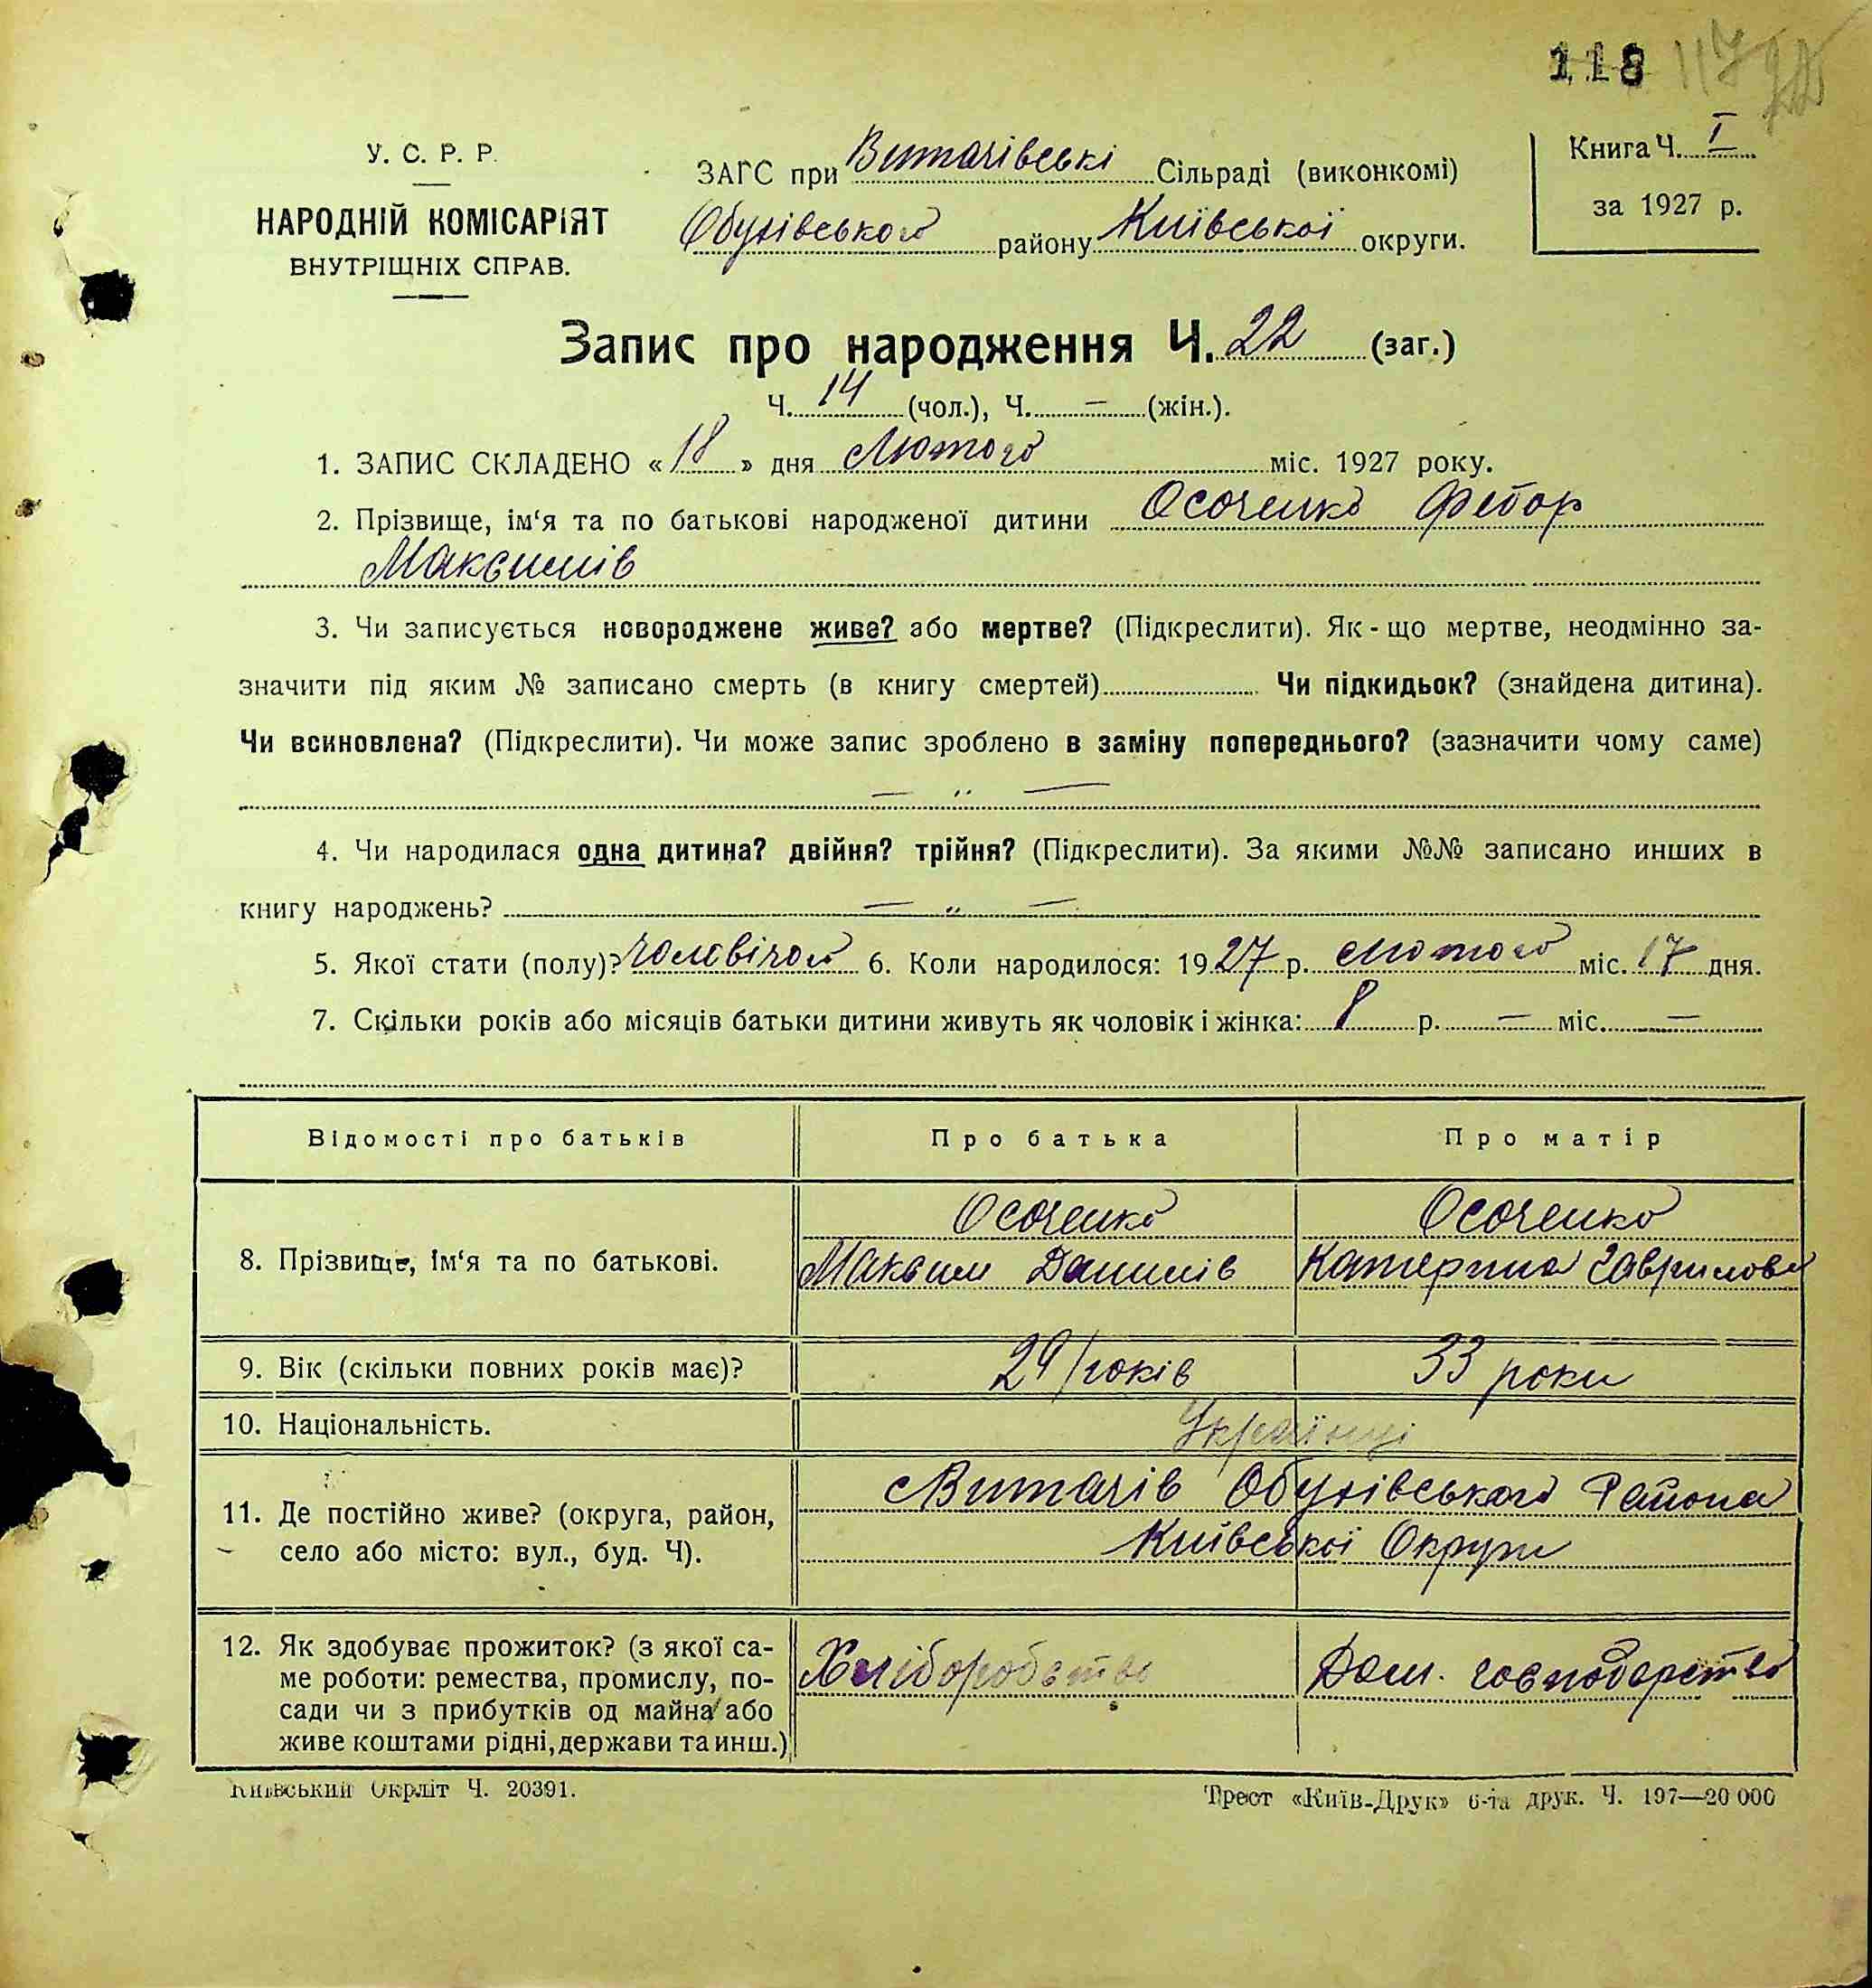 118 117
У. С. Р. Р.
НАРОДНІЙ КОМІСАРІЯТ
ВНУТРІШНІХ СПРАВ.
ЗАГС при Витачівські Сільраді (виконкомі)
Обухівського району Київської округи.
Книга Ч. I
за 1927 р.
Запис про народження Ч. 22 (заг.)
Ч. 14 (чол.), Ч. — (жін.).
1. ЗАПИС СКЛАДЕНО « 18 » дня Лютого міс. 1927 року.
2. Прізвище, ім‘я та по батькові народженої дитини Осоченко Федор
Максимів
3. Чи записується новороджене живе? або мертве? (Підкреслити). Як-що мертве, неодмінно за-
значити під яким № записано смерть (в книгу смертей) Чи підкидьок? (знайдена дитина).
Чи всиновлена? (Підкреслити). Чи може запис зроблено в заміну попереднього? (зазначити чому саме)
— „ —
4. Чи народилася одна дитина? двійня? трійня? (Підкреслити). За якими №№ записано инших в
книгу народжень? — „ —
5. Якої стати (полу)? Чоловічої 6. Коли народилося: 1927 р. Лютого міс. 17 дня.
7. Скільки років або місяців батьки дитини живуть як чоловік і жінка: 8 р. — міс. —
Відомості про батьків Про батька Про матір
8. Прізвище, ім‘я та по батькові.
Осоченко Осоченко
Максим Данилів Катерина Гаврилова
9. Вік (скільки повних років має)? 29 років 33 роки
10. Національність. Українці
11. Де постійно живе? (округа, район,
село або місто: вул., буд. Ч).
Витачів Обухівського Района
Київської Округи
12. Як здобуває прожиток? (з якої са-
ме роботи: ремества, промислу, по-
сади чи з прибутків од майна або
живе коштами рідні, держави та инш.)
Хліборобство Дом. господарство
Київський Окрліт Ч. 20391.
Трест «Київ-Друк» 6-та друк. Ч. 197—20 000